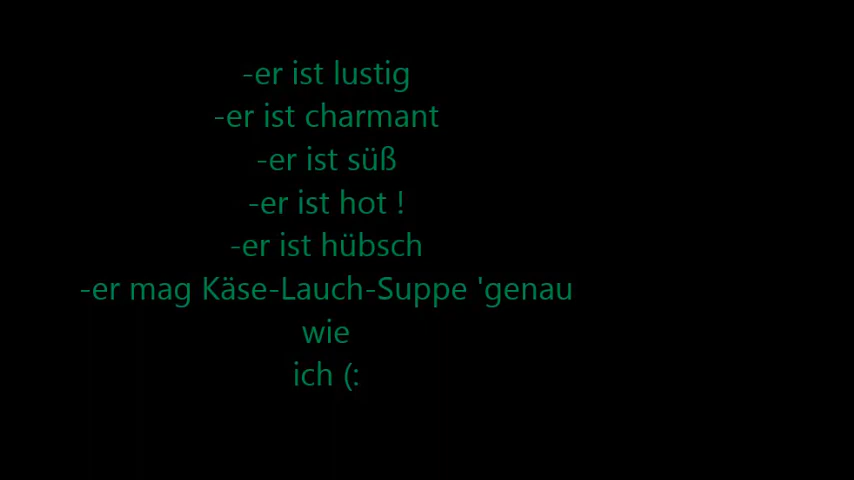 -er ist lustig
-er ist charmant
-er ist süß
-er ist hot !
-er ist hübsch
-er mag Käse-Lauch-Suppe 'genau
wie
ich (: